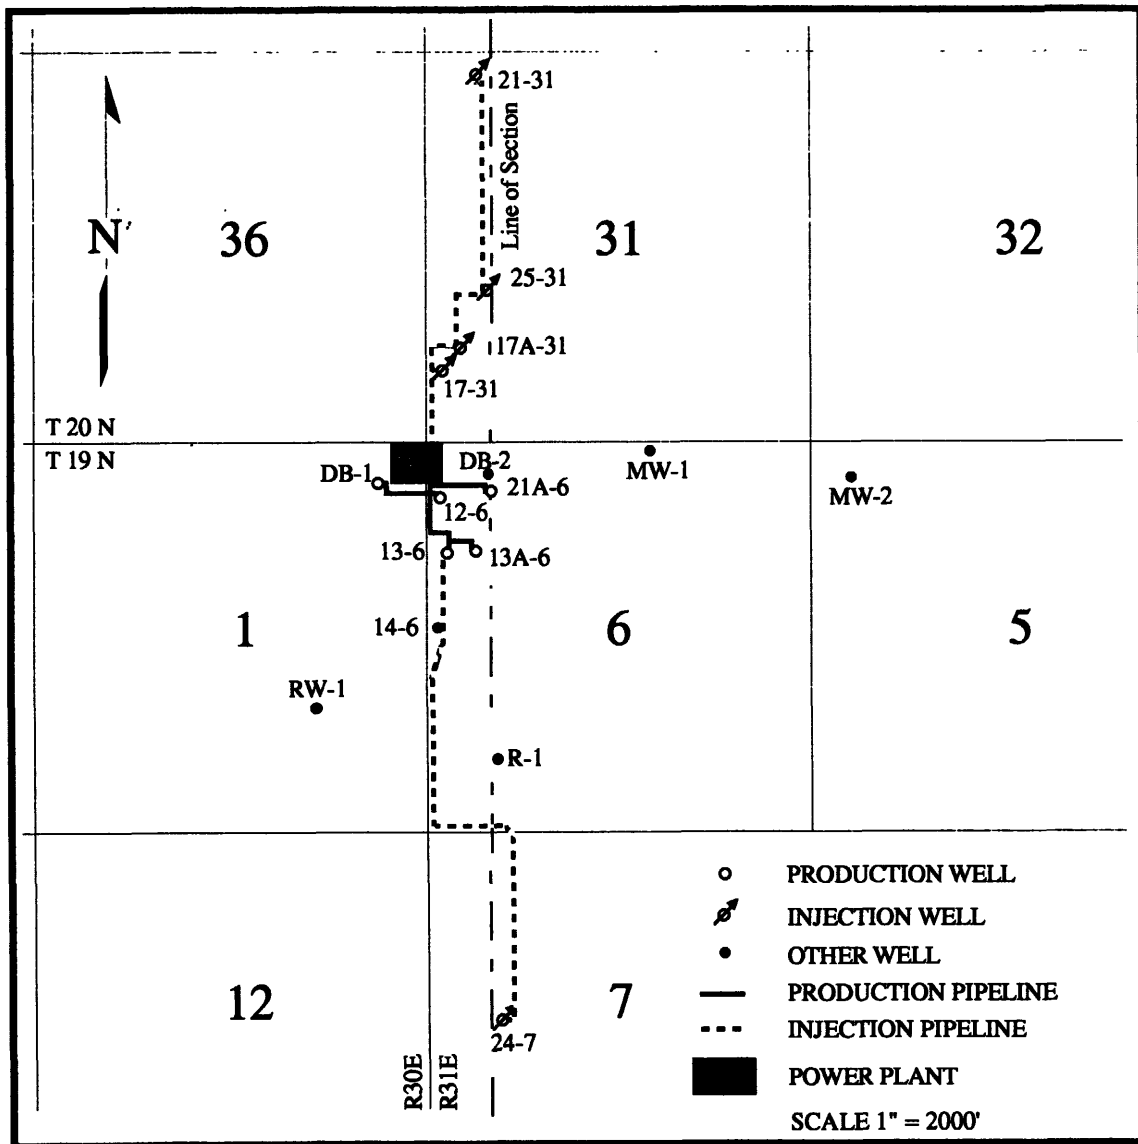 21-31
Line of Section
N
36
31
32
25-31
17A-31
17-31
T 20 N
T 19 N
DB-1
DB-2
MW-1
MW-2
21A-6
12-6
13-6
13A-6
1
14-6
6
5
RW-1
R-1
PRODUCTION WELL
INJECTION WELL
OTHER WELL
12
7
PRODUCTION PIPELINE
INJECTION PIPELINE
24-7
R30E
R31E
POWER PLANT
SCALE 1" = 2000'